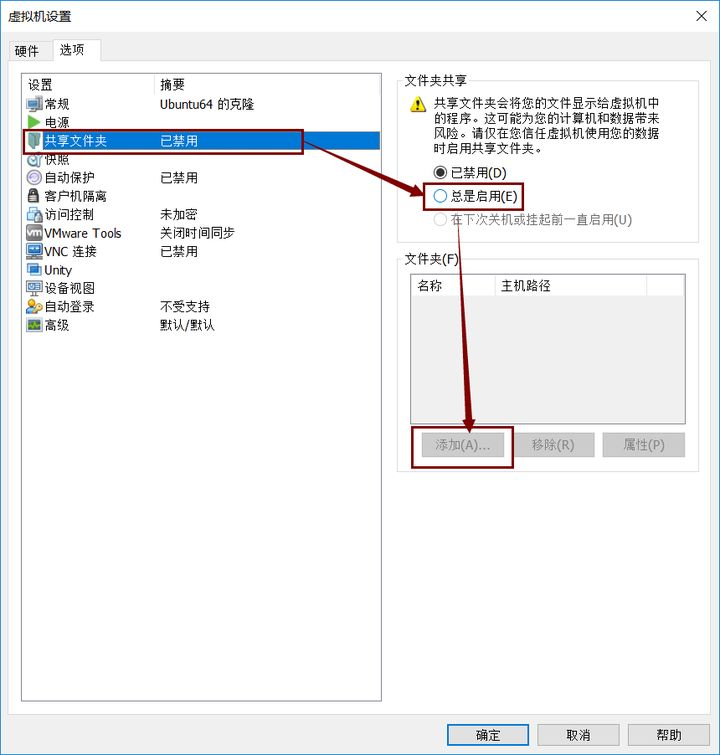 虚拟机设置
硬件 选项
设置 摘要
常规 Ubuntu64 的克隆
电源
共享文件夹 已禁用
快照
自动保护 已禁用
客户机隔离
访问控制 未加密
VMware Tools 关闭时间同步
VNC 连接 已禁用
Unity
设备视图
自动登录 不受支持
高级 默认/默认
文件夹共享
共享文件夹会将您的文件显示给虚拟机中
的程序。这可能为您的计算机和数据带来
风险。请仅在您信任虚拟机使用您的数据
时启用共享文件夹。
已禁用(D)
总是启用(E)
在下次关机或挂起前一直启用(U)
文件夹(F)
名称 主机路径
添加(A)... 移除(R) 属性(P)
确定 取消 帮助